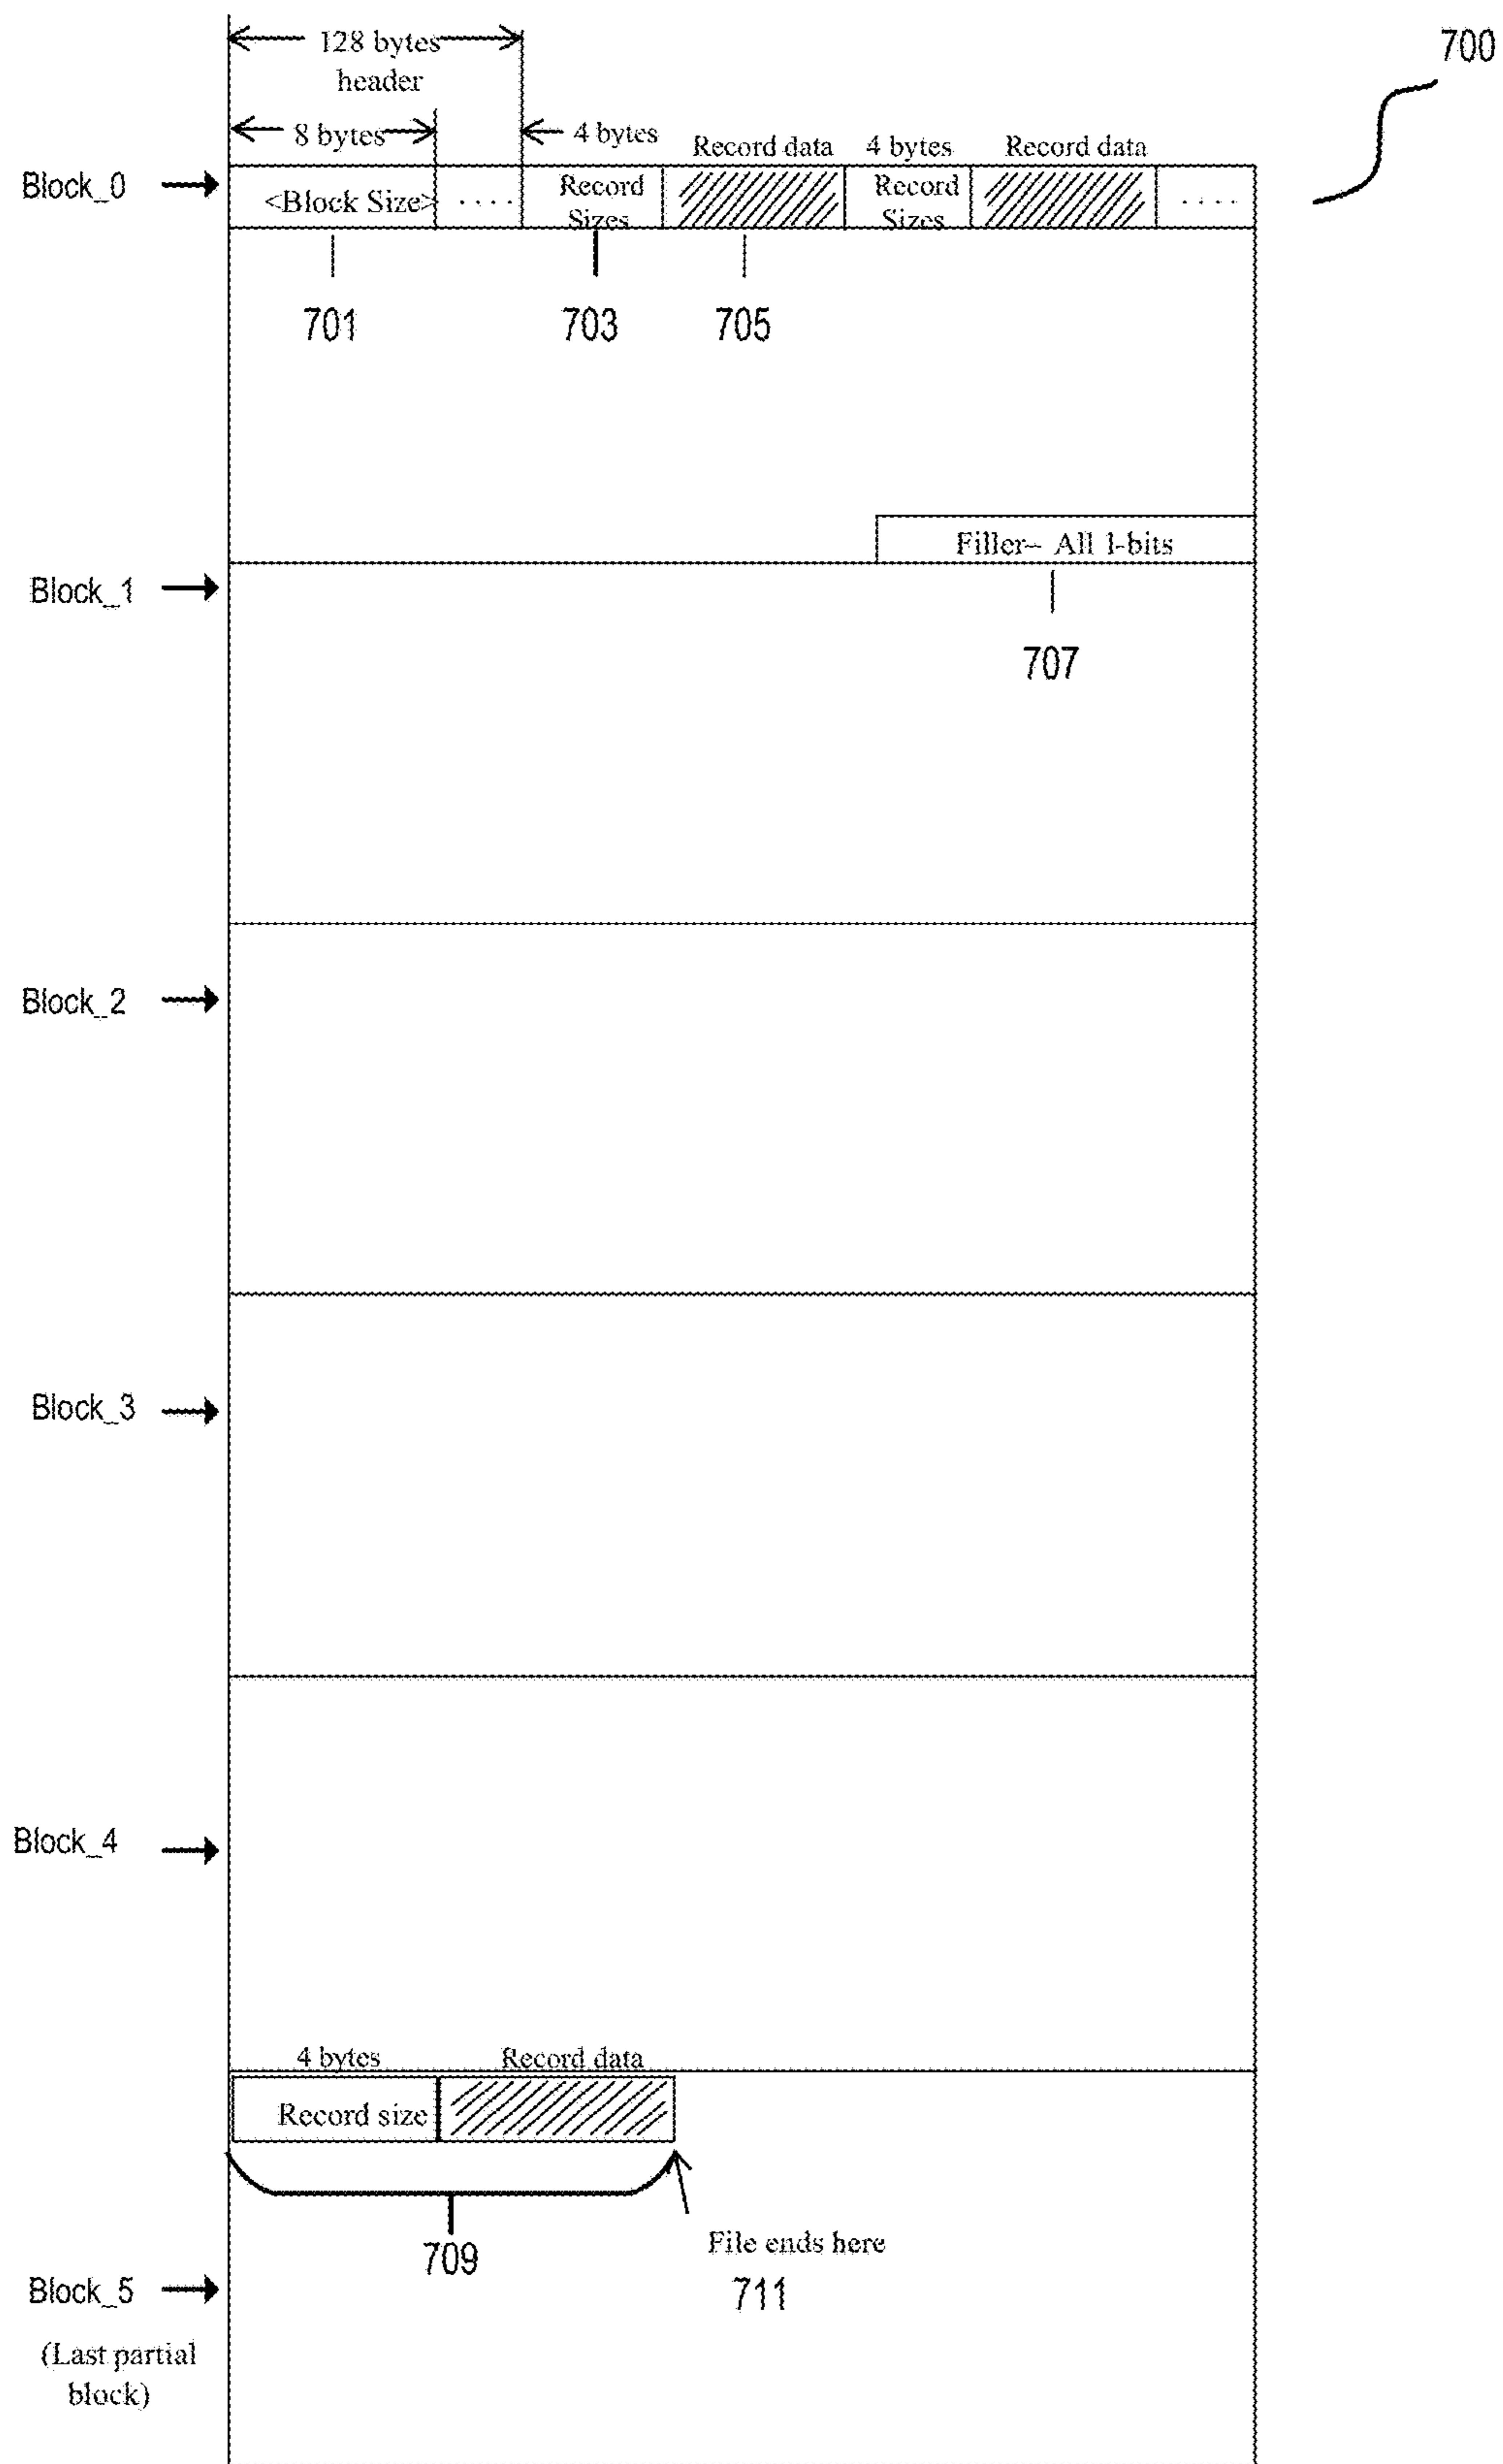 128 bytes
header
700
8 bytes
4 bytes
Record data
4 bytes
Record data
Block_0
<Block Size>
....
Record
Sizes
Record
Sizes
....
701
703
705
Filler– All 1-bits
Block_1
707
Block_2
Block_3
Block_4
4 bytes
Record data
Record size
709
File ends here
711
Block_5
(Last partial
block)